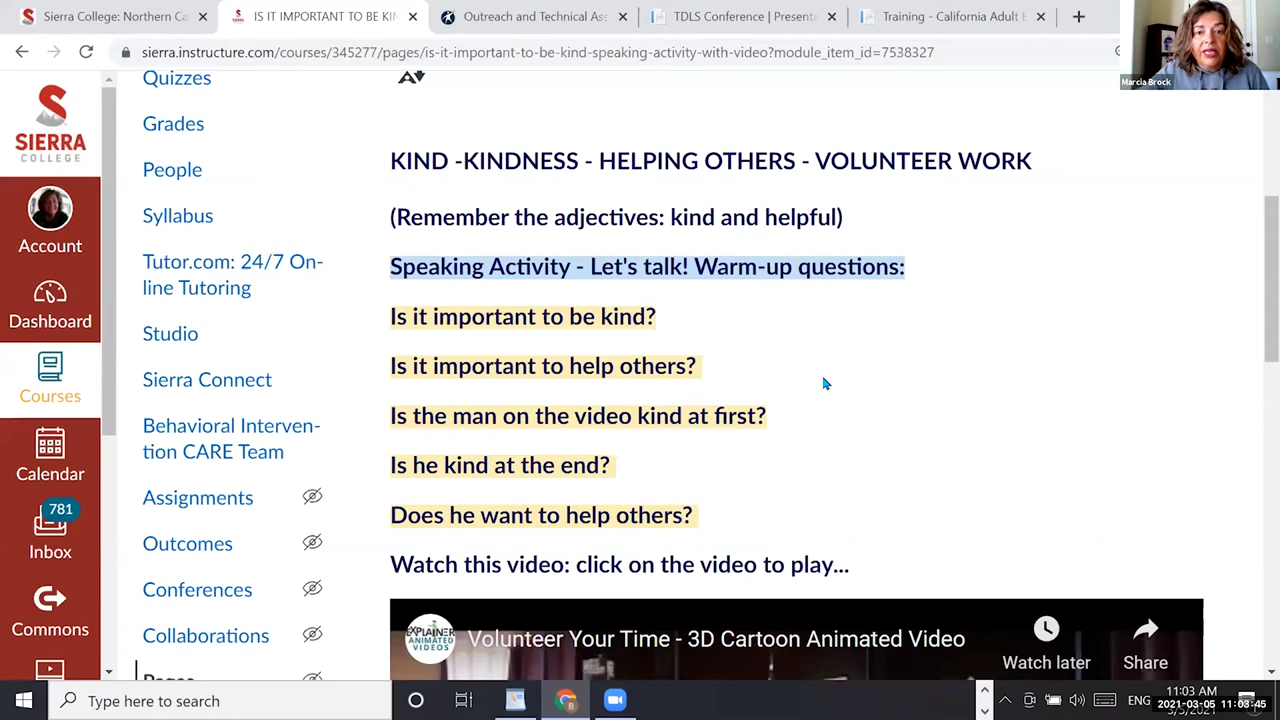 Sierra College: Northern Ca
IS IT IMPORTANT TO BE KIN
Outreach and Technical Ass
TDLS Conference | Present
Training - California Adult E
sierra.instructure.com/courses/345277/pages/is-it-important-to-be-kind-speaking-activity-with-video?module_item_id=7538327
Marcia Brock
SIERRA
COLLEGE
Account
Dashboard
Courses
Calendar
781
Inbox
Commons
Quizzes
Grades
People
Syllabus
Tutor.com: 24/7 On-
line Tutoring
Studio
Sierra Connect
Behavioral Interven-
tion CARE Team
Assignments
Outcomes
Conferences
Collaborations
Pages
KIND -KINDNESS - HELPING OTHERS - VOLUNTEER WORK
(Remember the adjectives: kind and helpful)
Speaking Activity - Let's talk! Warm-up questions:
Is it important to be kind?
Is it important to help others?
Is the man on the video kind at first?
Is he kind at the end?
Does he want to help others?
Watch this video: click on the video to play...
EXPLAINER
ANIMATED
VIDEOS
Volunteer Your Time - 3D Cartoon Animated Video
Watch later
Share
Type here to search
ENG
11:03 AM
2021-03-05 11:03:45